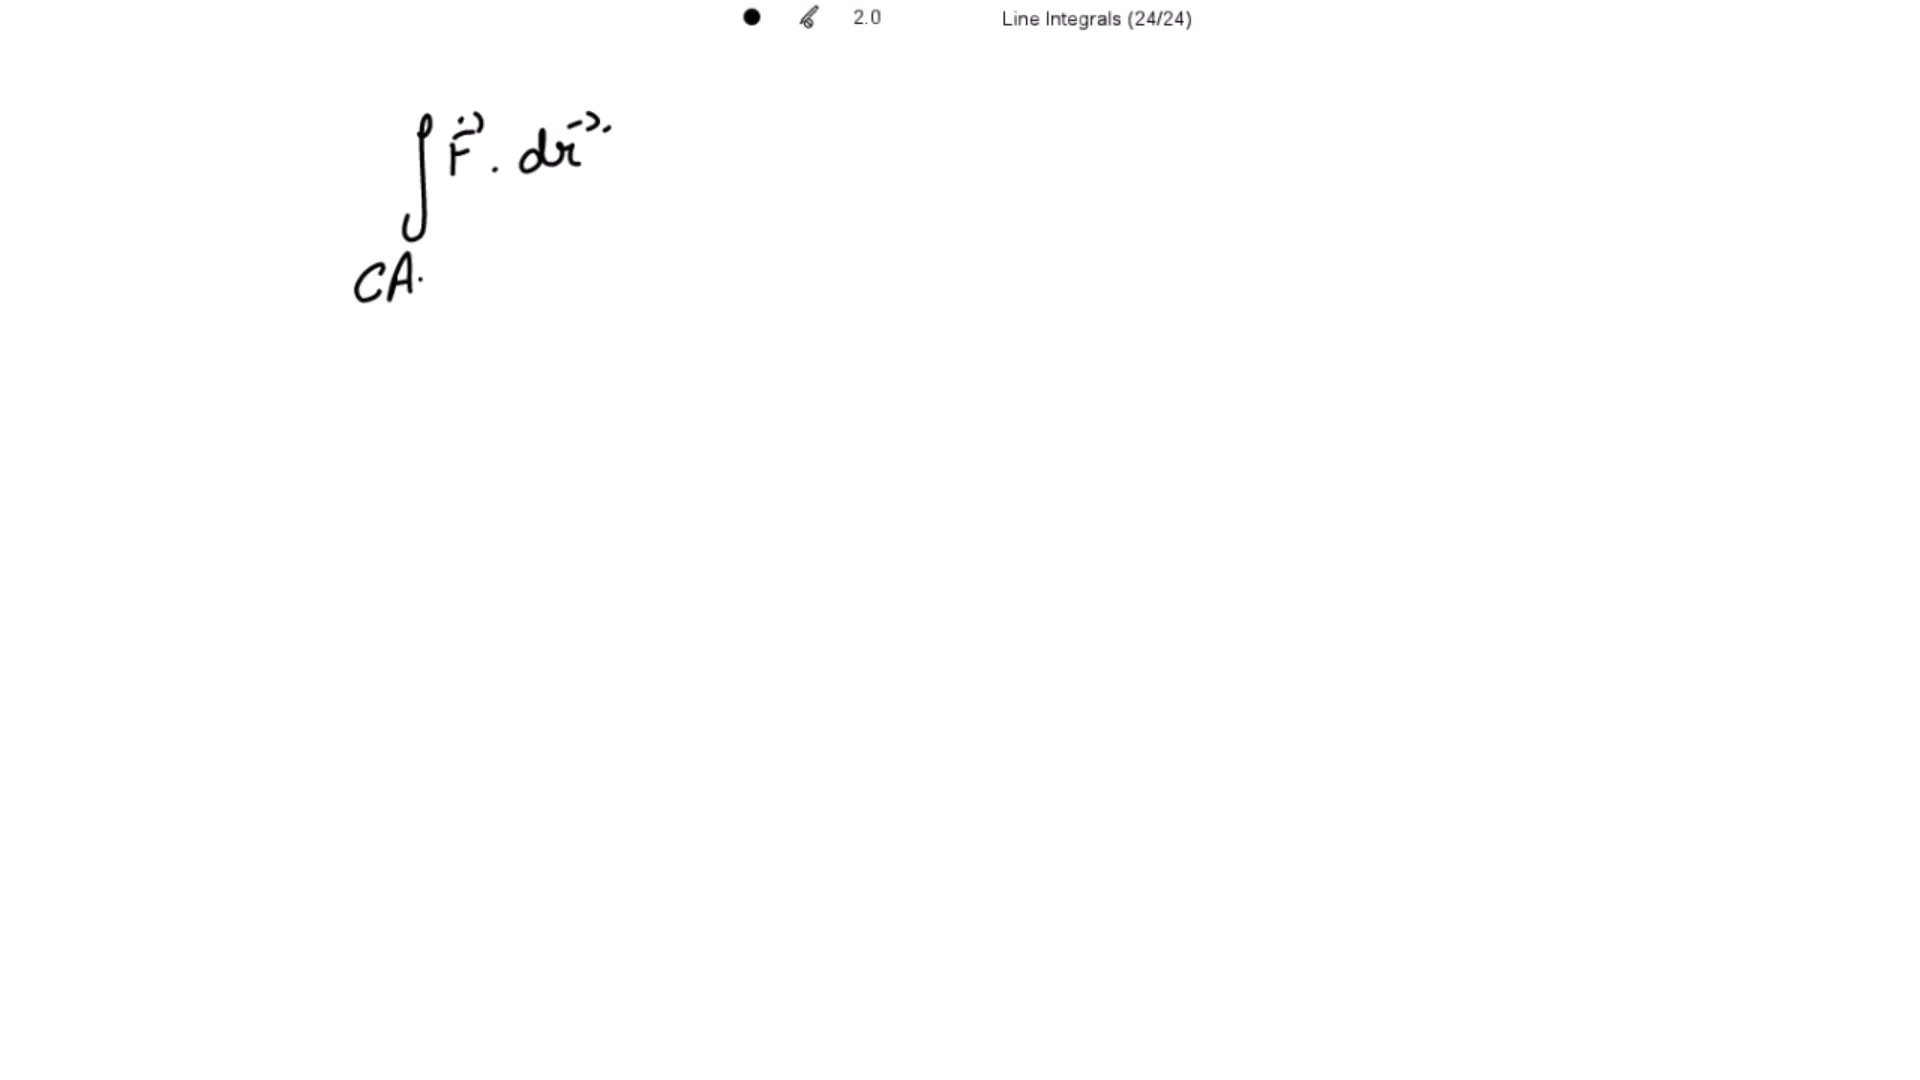 2.0 Line Integrals (24/24)
∫ F⃗ . dr⃗.
CA.